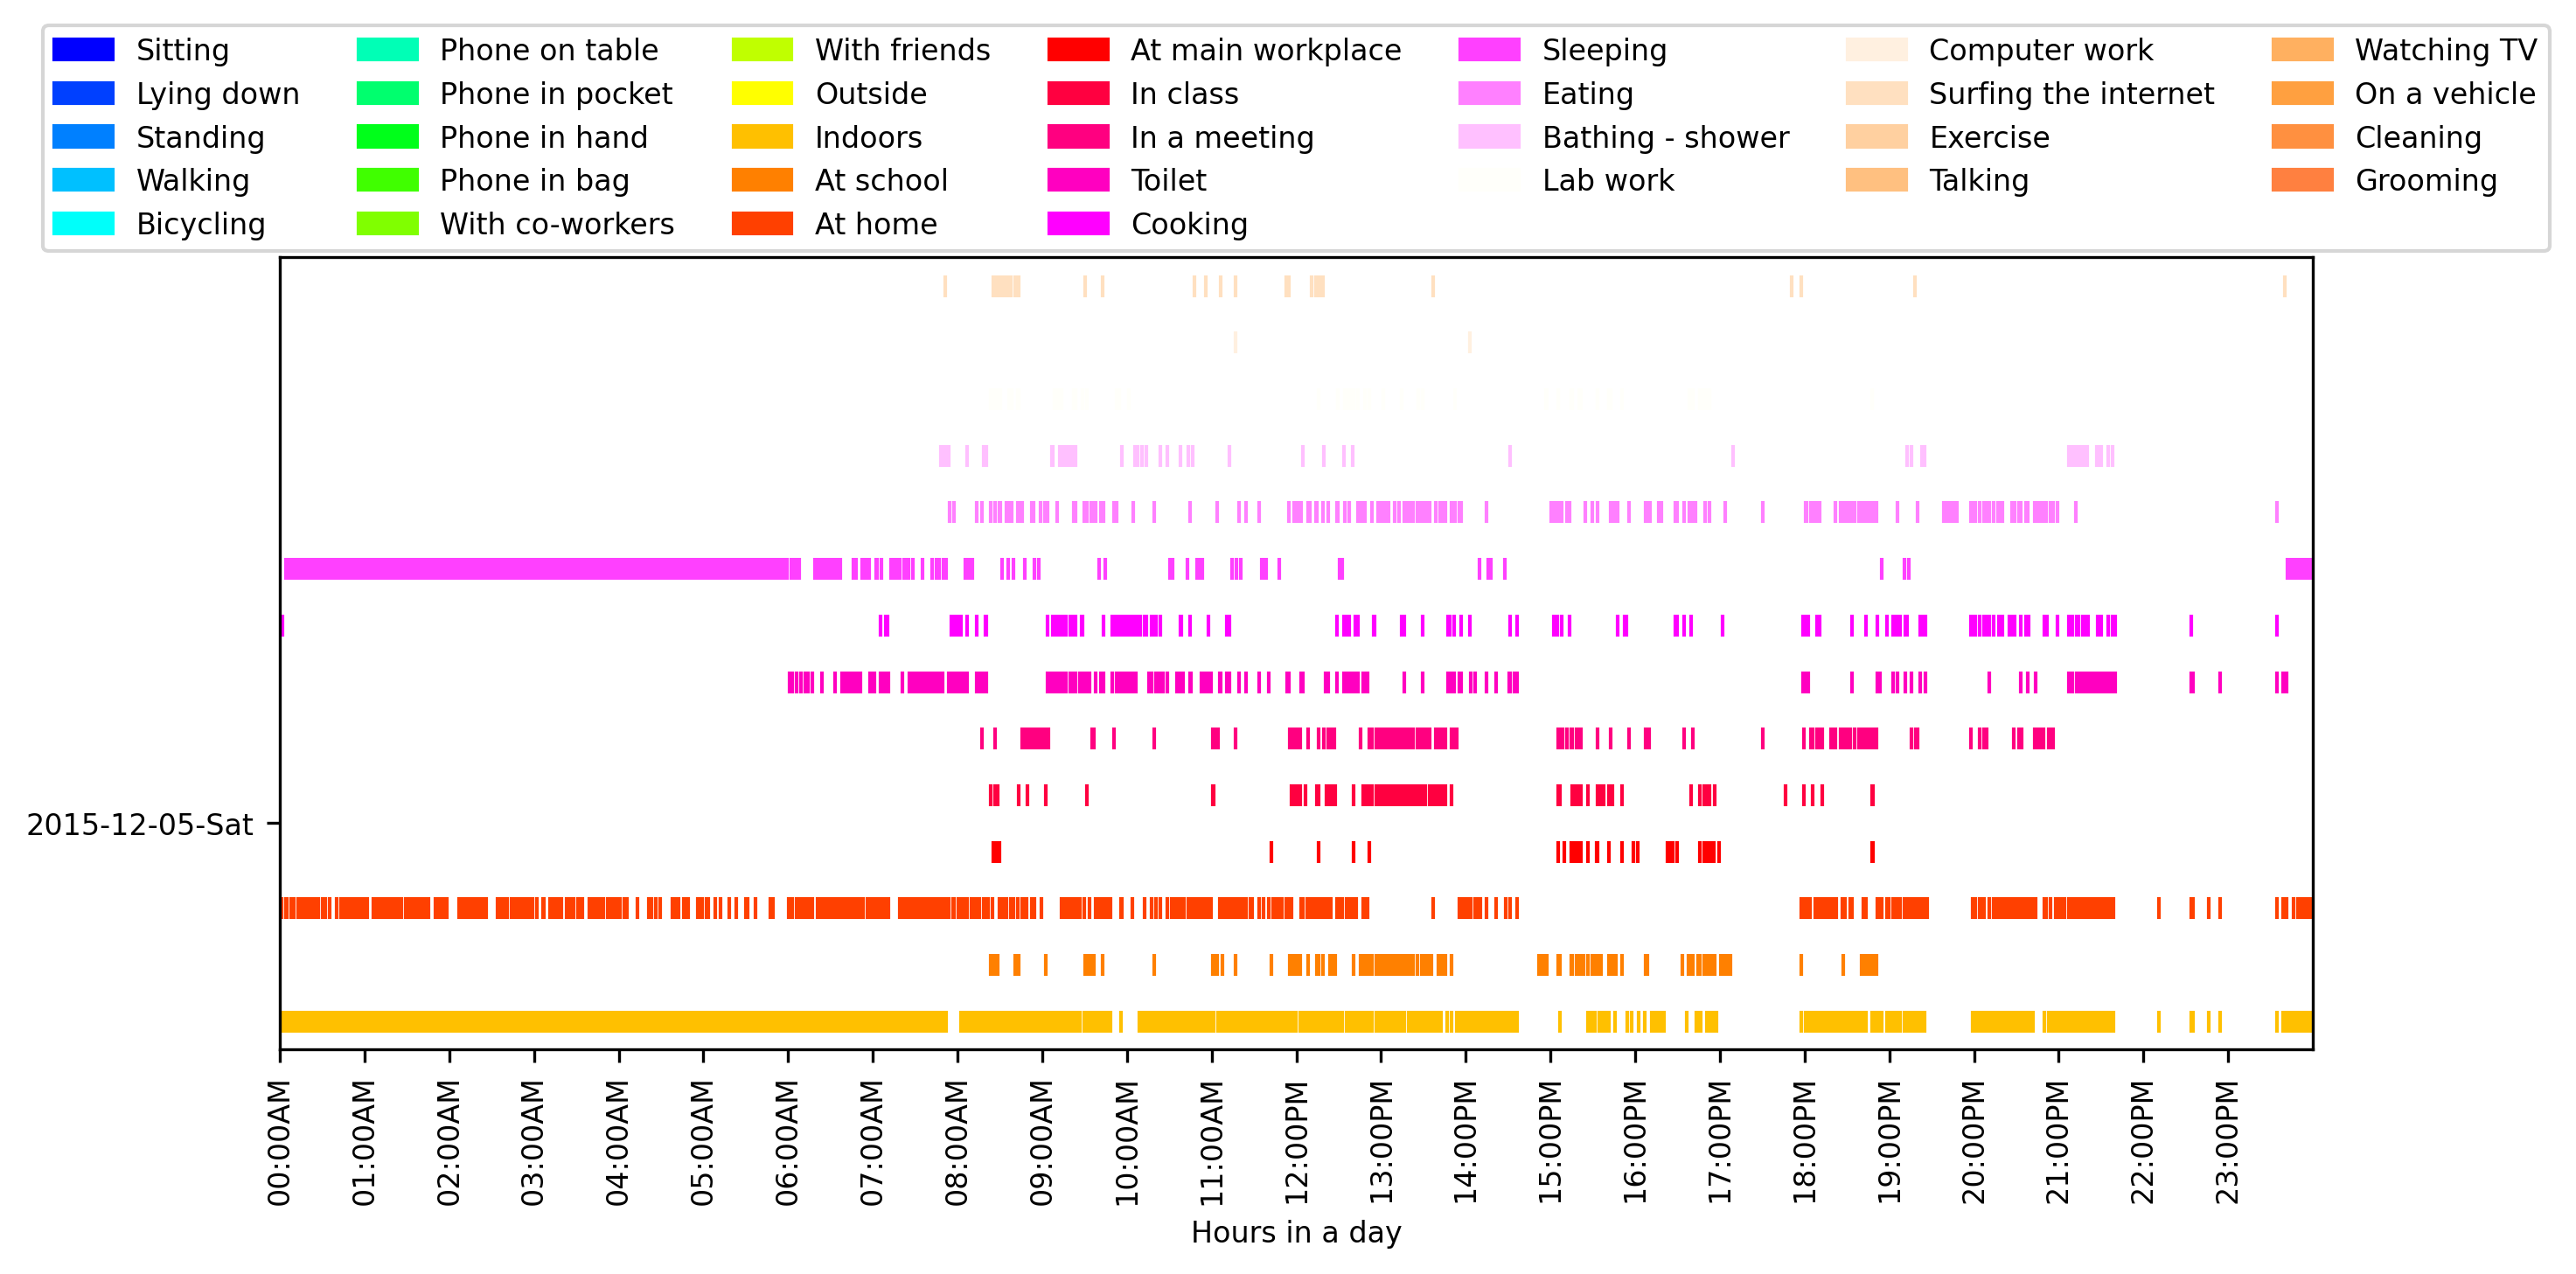 Sitting
Lying down
Standing
Walking
Bicycling
Phone on table
Phone in pocket
Phone in hand
Phone in bag
With co-workers
With friends
Outside
Indoors
At school
At home
At main workplace
In class
In a meeting
Toilet
Cooking
Sleeping
Eating
Bathing - shower
Lab work
Computer work
Surfing the internet
Exercise
Talking
Watching TV
On a vehicle
Cleaning
Grooming
2015-12-05-Sat
00:00AM
01:00AM
02:00AM
03:00AM
04:00AM
05:00AM
06:00AM
07:00AM
08:00AM
09:00AM
10:00AM
11:00AM
12:00PM
13:00PM
14:00PM
15:00PM
16:00PM
17:00PM
18:00PM
19:00PM
20:00PM
21:00PM
22:00PM
23:00PM
Hours in a day